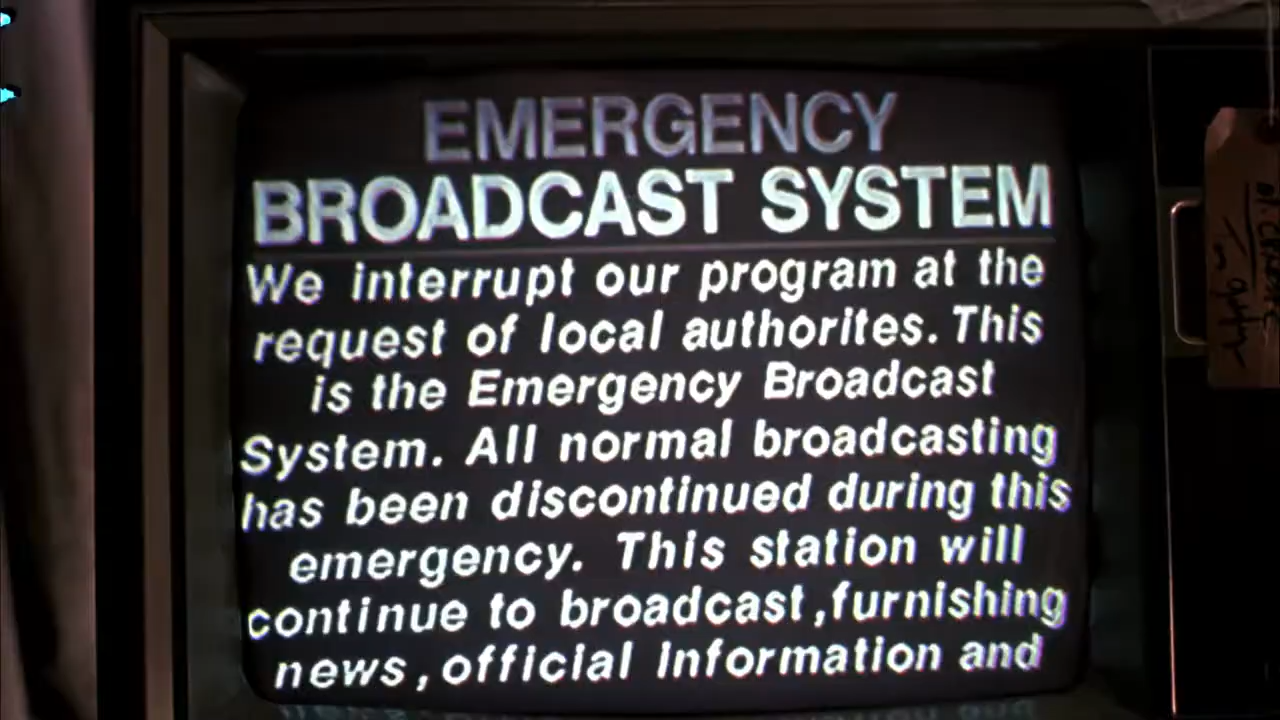 EMERGENCY
BROADCAST SYSTEM
We interrupt our program at the
request of local authorites. This
is the Emergency Broadcast
System. All normal broadcasting
has been discontinued during this
emergency. This station will
continue to broadcast,furnishing
news,official information and